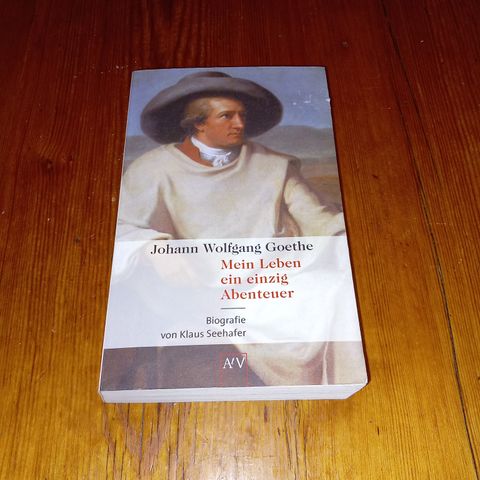 Johann Wolfgang Goethe
Mein Leben
ein einzig
Abenteuer
Biografie
von Klaus Seehafer
AtV